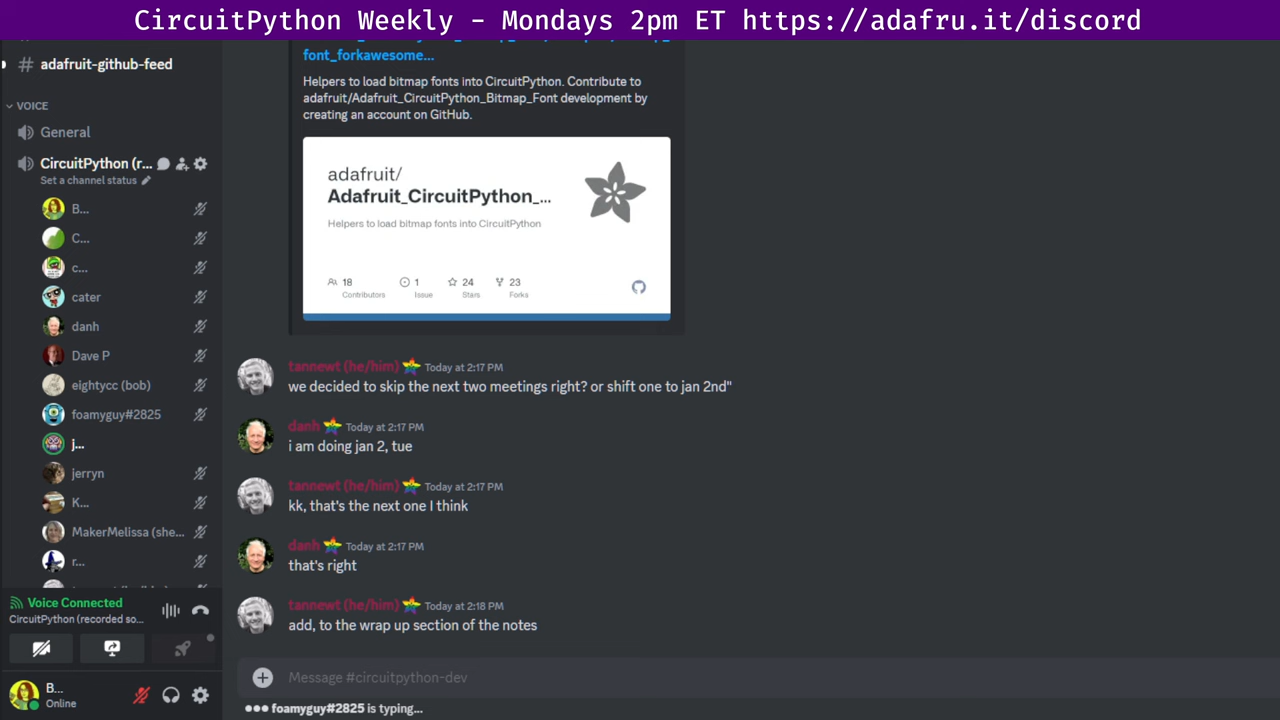 CircuitPython Weekly - Mondays 2pm ET https://adafru.it/discord
# adafruit-github-feed
VOICE
General
CircuitPython (r...
Set a channel status
B...
C...
c...
cater
danh
Dave P
eightycc (bob)
foamyguy#2825
j...
jerryn
K...
MakerMelissa (she...
r...
Voice Connected
CircuitPython (recorded so...
B...
Online
font_forkawesome...
Helpers to load bitmap fonts into CircuitPython. Contribute to
adafruit/Adafruit_CircuitPython_Bitmap_Font development by
creating an account on GitHub.
adafruit/
Adafruit_CircuitPython_...
Helpers to load bitmap fonts into CircuitPython
18 Contributors
1 Issue
24 Stars
23 Forks
tannewt (he/him) Today at 2:17 PM
we decided to skip the next two meetings right? or shift one to jan 2nd"
danh Today at 2:17 PM
i am doing jan 2, tue
tannewt (he/him) Today at 2:17 PM
kk, that's the next one I think
danh Today at 2:17 PM
that's right
tannewt (he/him) Today at 2:18 PM
add, to the wrap up section of the notes
Message #circuitpython-dev
foamyguy#2825 is typing...